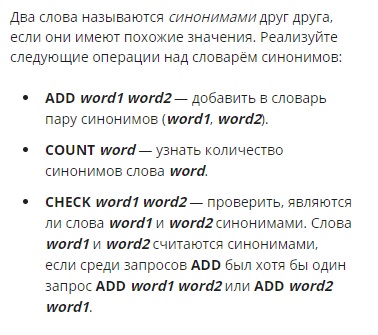 Два слова называются синонимами друг друга,
если они имеют похожие значения. Реализуйте
следующие операции над словарём синонимов:
• ADD word1 word2 — добавить в словарь
пару синонимов (word1, word2).
• COUNT word — узнать количество
синонимов слова word.
• CHECK word1 word2 — проверить, являются
ли слова word1 и word2 синонимами. Слова
word1 и word2 считаются синонимами,
если среди запросов ADD был хотя бы один
запрос ADD word1 word2 или ADD word2
word1.